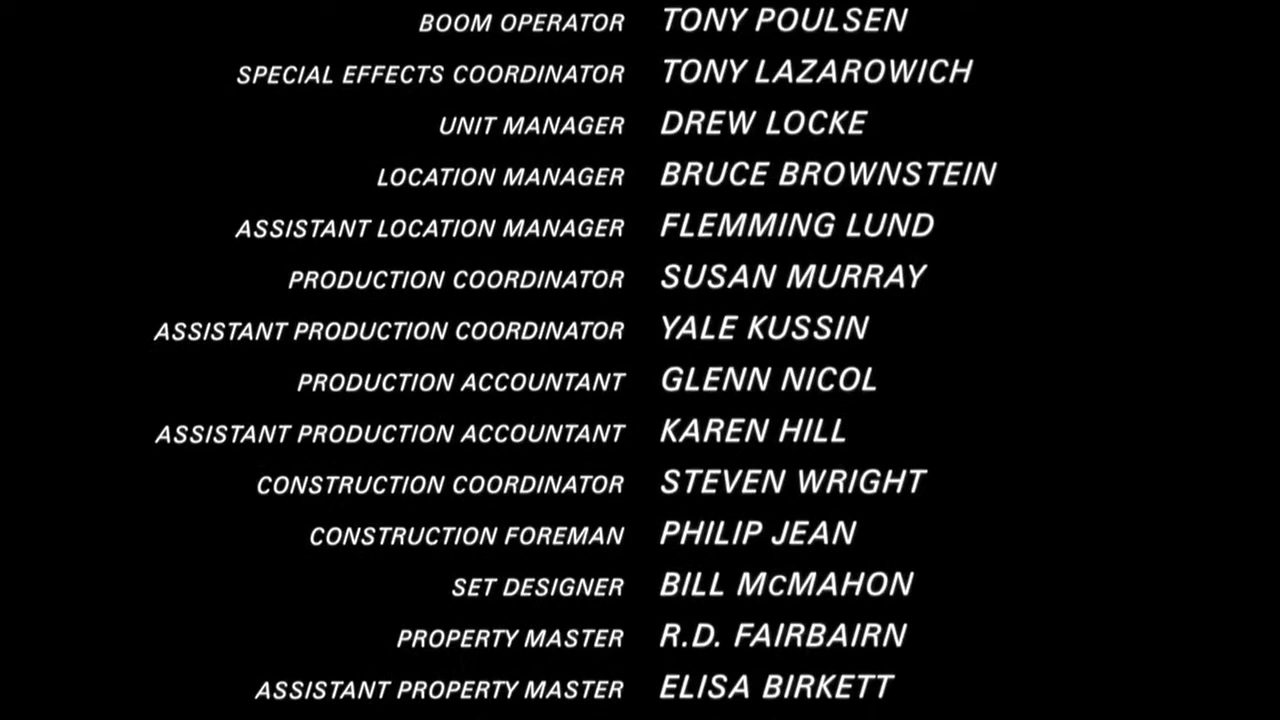 BOOM OPERATOR TONY POULSEN
SPECIAL EFFECTS COORDINATOR TONY LAZAROWICH
UNIT MANAGER DREW LOCKE
LOCATION MANAGER BRUCE BROWNSTEIN
ASSISTANT LOCATION MANAGER FLEMMING LUND
PRODUCTION COORDINATOR SUSAN MURRAY
ASSISTANT PRODUCTION COORDINATOR YALE KUSSIN
PRODUCTION ACCOUNTANT GLENN NICOL
ASSISTANT PRODUCTION ACCOUNTANT KAREN HILL
CONSTRUCTION COORDINATOR STEVEN WRIGHT
CONSTRUCTION FOREMAN PHILIP JEAN
SET DESIGNER BILL McMAHON
PROPERTY MASTER R.D. FAIRBAIRN
ASSISTANT PROPERTY MASTER ELISA BIRKETT